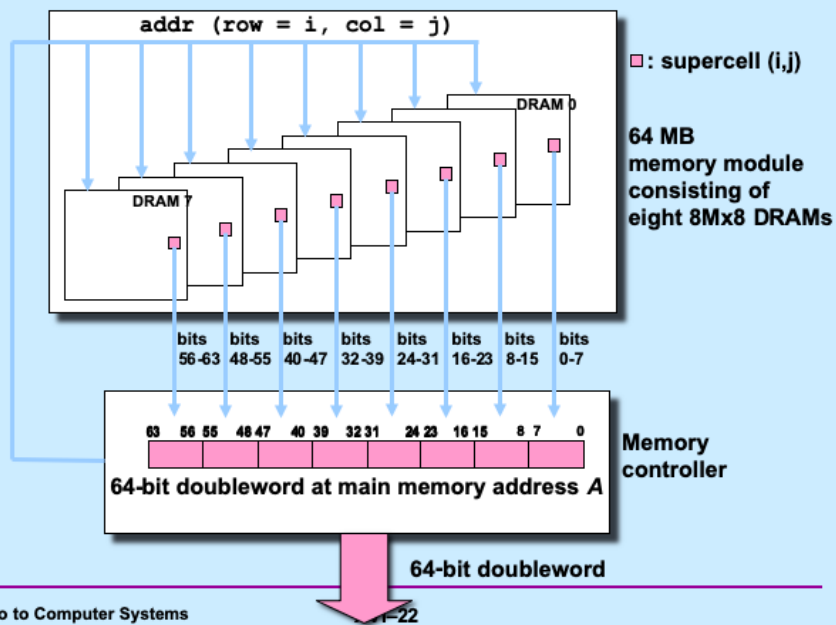 addr (row = i, col = j)
: supercell (i,j)
DRAM 0
64 MB
memory module
consisting of
eight 8Mx8 DRAMs
DRAM 7
bits bits bits bits bits bits bits bits
56-63 48-55 40-47 32-39 24-31 16-23 8-15 0-7
63 56 55 48 47 40 39 32 31 24 23 16 15 8 7 0
Memory
controller
64-bit doubleword at main memory address A
64-bit doubleword
o to Computer Systems
–22